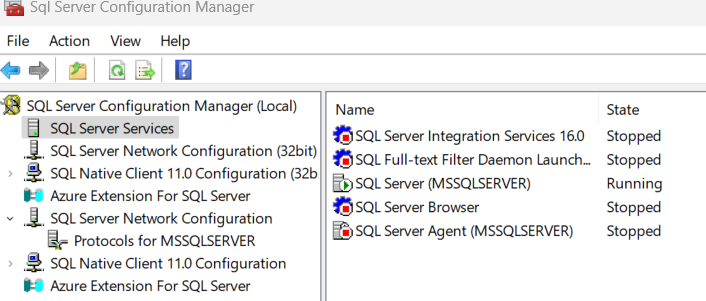 Sql Server Configuration Manager
File Action View Help
SQL Server Configuration Manager (Local)
SQL Server Services
SQL Server Network Configuration (32bit)
SQL Native Client 11.0 Configuration (32b
Azure Extension For SQL Server
SQL Server Network Configuration
Protocols for MSSQLSERVER
SQL Native Client 11.0 Configuration
Azure Extension For SQL Server
Name State
SQL Server Integration Services 16.0 Stopped
SQL Full-text Filter Daemon Launch... Stopped
SQL Server (MSSQLSERVER) Running
SQL Server Browser Stopped
SQL Server Agent (MSSQLSERVER) Stopped